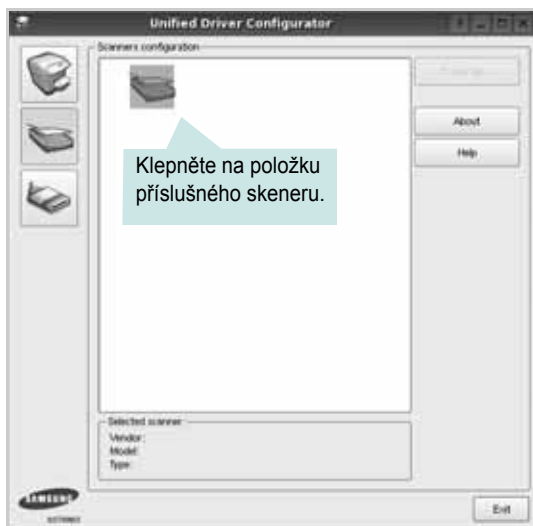 Unified Driver Configurator
Scanners configuration
About
Help
Klepněte na položku
příslušného skeneru.
Selected scanner
Vendor:
Model:
Type:
SAMSUNG
ELECTRONICS
Exit